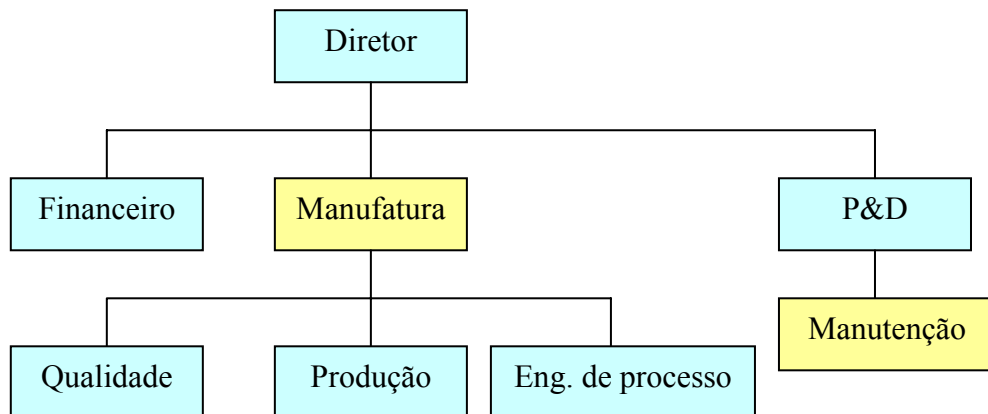 Diretor
Financeiro
Manufatura
P&D
Manutenção
Qualidade
Produção
Eng. de processo